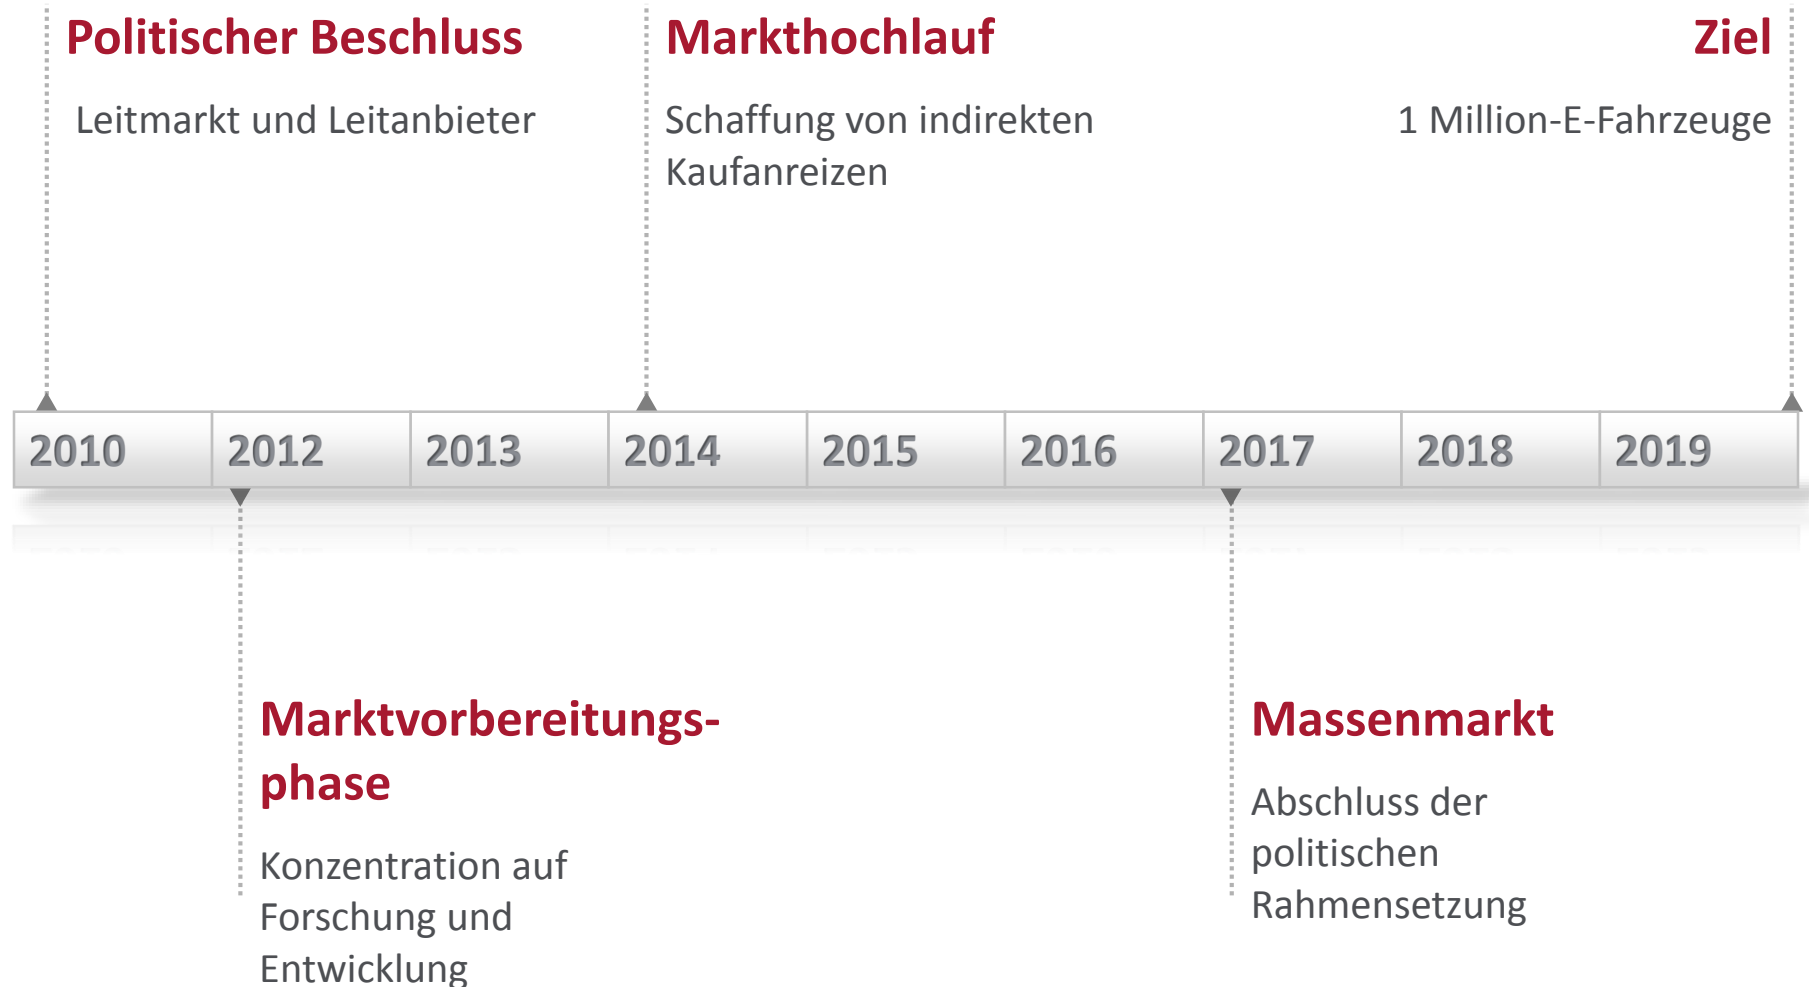 Politischer Beschluss
Leitmarkt und Leitanbieter
Markthochlauf
Schaffung von indirekten
Kaufanreizen
Ziel
1 Million-E-Fahrzeuge
2010 2012 2013 2014 2015 2016 2017 2018 2019
Marktvorbereitungs-
phase
Konzentration auf
Forschung und
Entwicklung
Massenmarkt
Abschluss der
politischen
Rahmensetzung